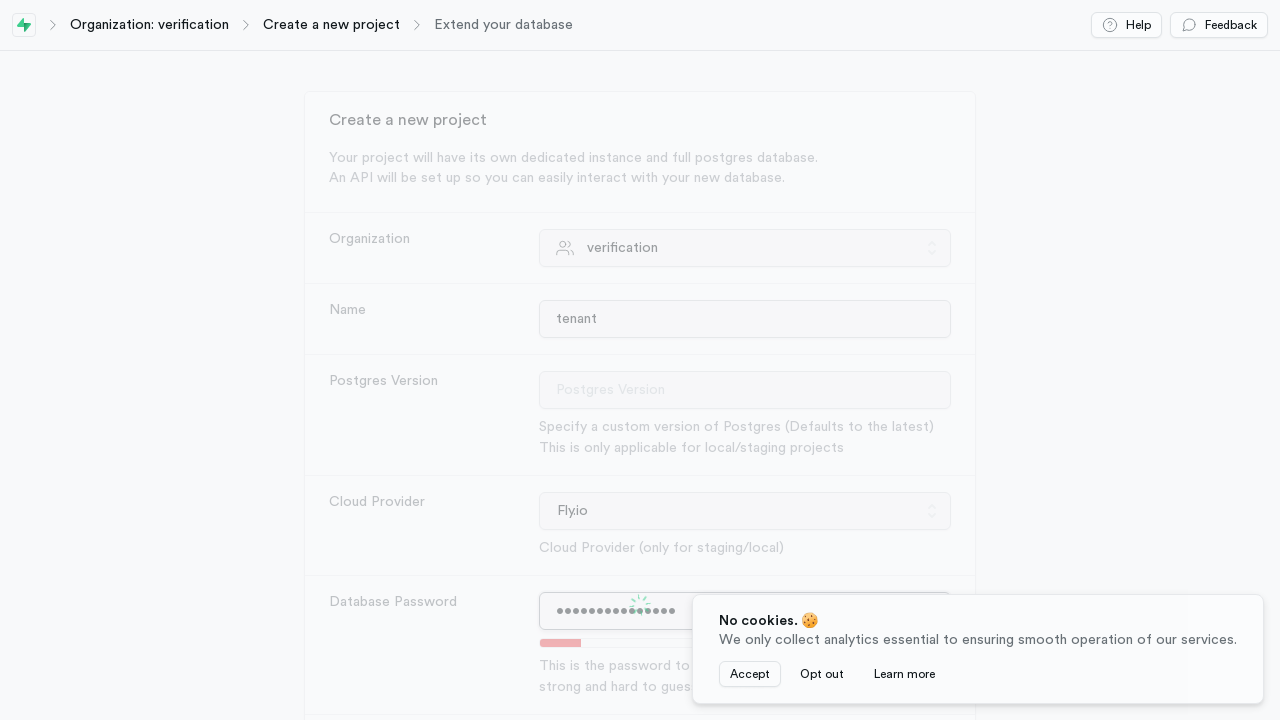 Organization: verification
Create a new project
Extend your database
Help
Feedback
Create a new project
Your project will have its own dedicated instance and full postgres database.
An API will be set up so you can easily interact with your new database.
Organization
verification
Name
tenant
Postgres Version
Postgres Version
Specify a custom version of Postgres (Defaults to the latest)
This is only applicable for local/staging projects
Cloud Provider
Fly.io
Cloud Provider (only for staging/local)
Database Password
This is the password to
strong and hard to gues
No cookies. 🍪
We only collect analytics essential to ensuring smooth operation of our services.
Accept
Opt out
Learn more